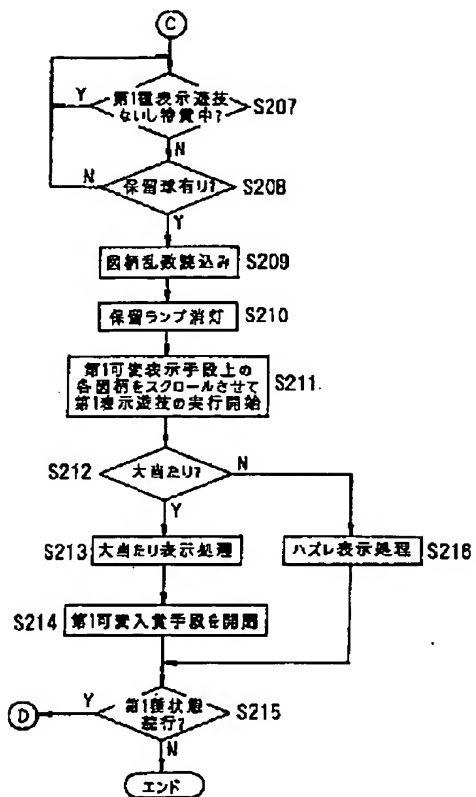 C
第1種表示遊技
ないし特賞中?
Y
S207
N
保留球有り?
N
S208
Y
図柄乱数読込み
S209
保留ランプ消灯
S210
第1可変表示手段上の
各図柄をスクロールさせて
第1表示遊技の実行開始
S211
S212
大当たり?
N
Y
S213
大当たり表示処理
ハズレ表示処理
S216
S214
第1可変入賞手段を開閉
D
Y
第1種状態
続行?
S215
N
エンド